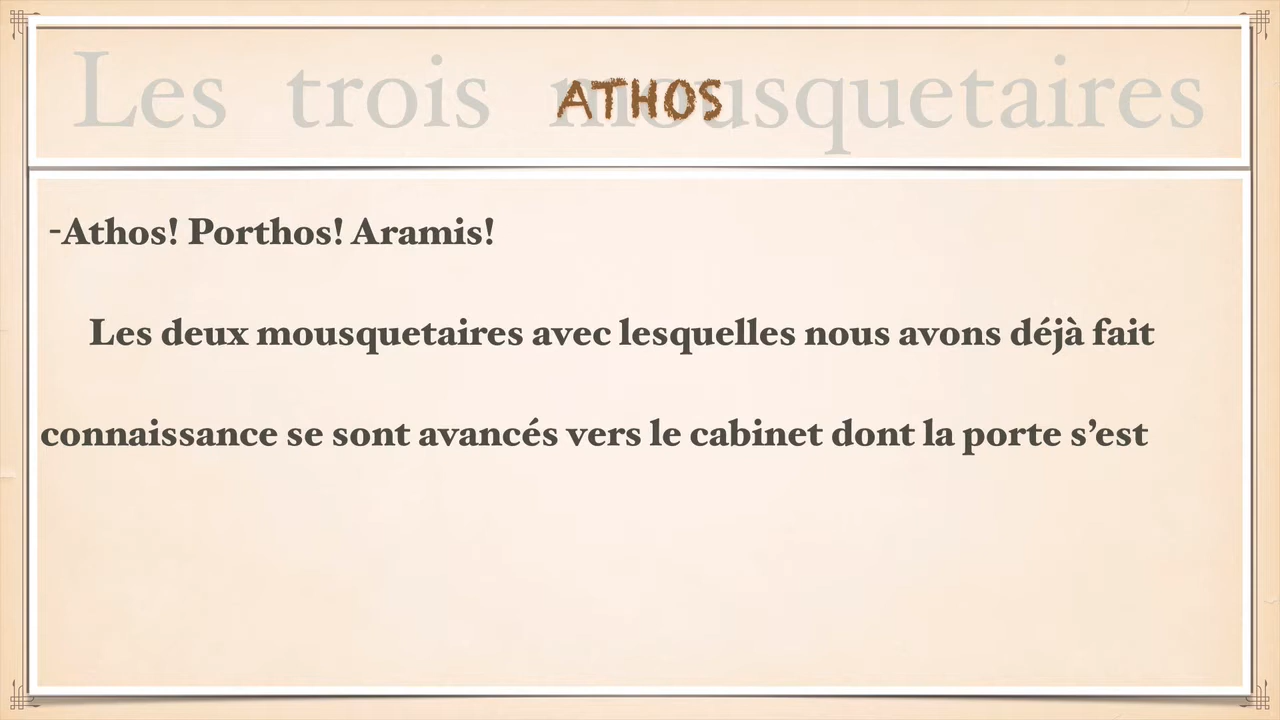 Les trois mousquetaires
ATHOS
-Athos! Porthos! Aramis!
Les deux mousquetaires avec lesquelles nous avons déjà fait
connaissance se sont avancés vers le cabinet dont la porte s’est